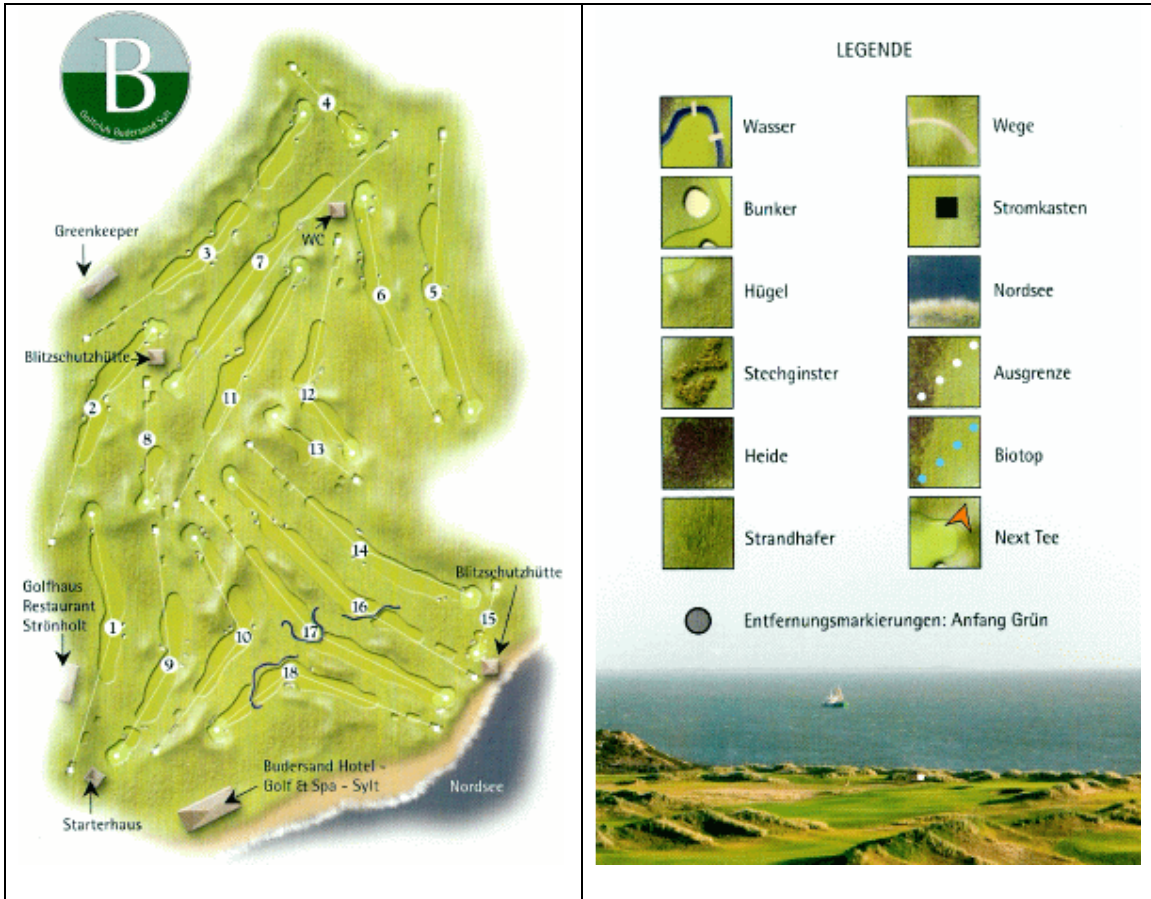 B
Golfclub Budersand Sylt
4
Greenkeeper
WC
3
7
6
5
Blitzschutzhütte
2
11
12
8
13
14
Blitzschutzhütte
Golfhaus
Restaurant
Strönholt
1
16
15
17
10
9
18
Budersand Hotel -
Golf & Spa - Sylt
Nordsee
Starterhaus
LEGENDE
Wasser
Wege
Bunker
Stromkasten
Hügel
Nordsee
Stechginster
Ausgrenze
Heide
Biotop
Strandhafer
Next Tee
Entfernungsmarkierungen: Anfang Grün